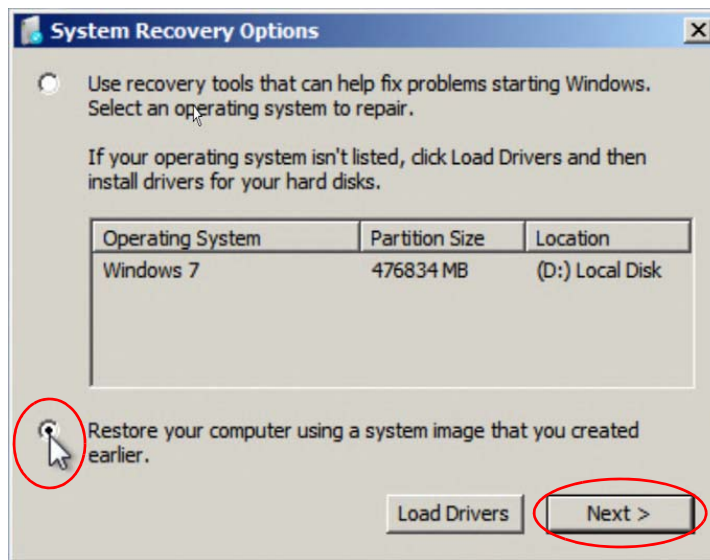 System Recovery Options
Use recovery tools that can help fix problems starting Windows.
Select an operating system to repair.
If your operating system isn't listed, click Load Drivers and then
install drivers for your hard disks.
Operating System Partition Size Location
Windows 7 476834 MB (D:) Local Disk
Restore your computer using a system image that you created
earlier.
Load Drivers Next >